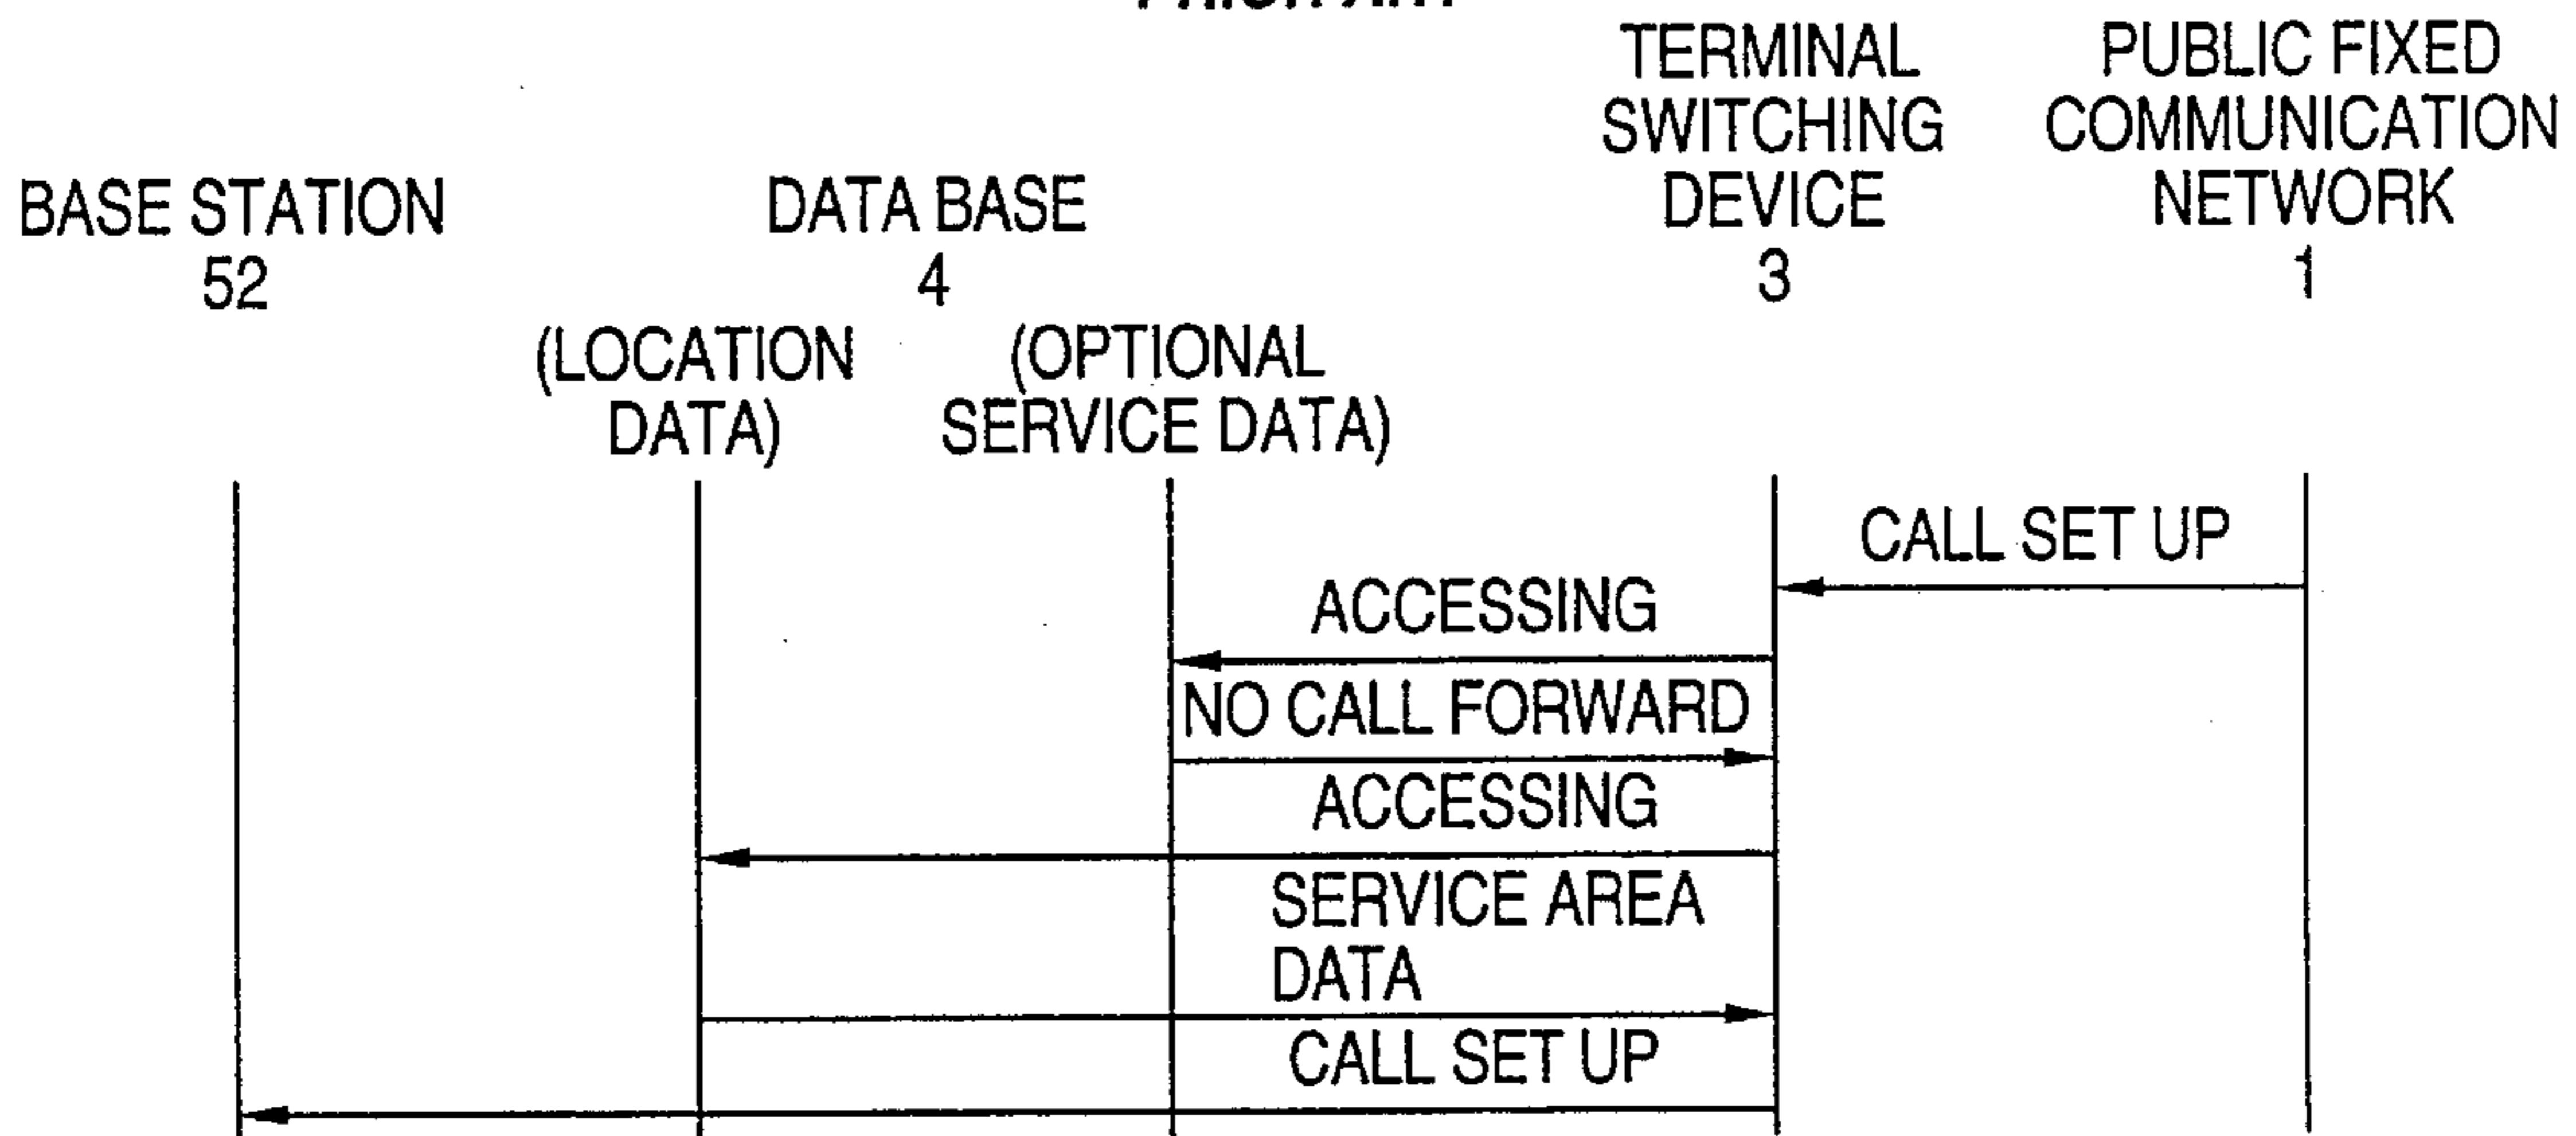 TERMINAL
SWITCHING
DEVICE
3
PUBLIC FIXED
COMMUNICATION
NETWORK
1
BASE STATION
52
DATA BASE
4
(LOCATION
DATA)
(OPTIONAL
SERVICE DATA)
CALL SET UP
ACCESSING
NO CALL FORWARD
ACCESSING
SERVICE AREA
DATA
CALL SET UP